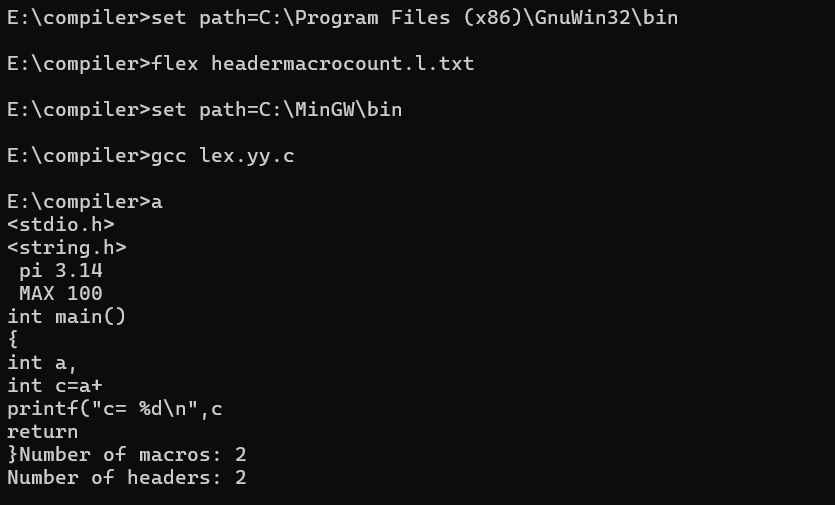 E:\compiler>set path=C:\Program Files (x86)\GnuWin32\bin
E:\compiler>flex headermacrocount.l.txt
E:\compiler>set path=C:\MinGW\bin
E:\compiler>gcc lex.yy.c
E:\compiler>a
<stdio.h>
<string.h>
 pi 3.14
 MAX 100
int main()
{
int a,
int c=a+
printf("c= %d\n",c
return
}Number of macros: 2
Number of headers: 2